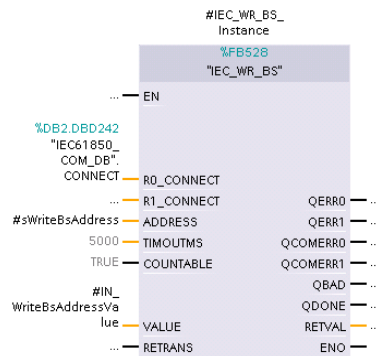 #IEC_WR_BS_
Instance
%FB528
"IEC_WR_BS"
... EN
%DB2.DBD242
"IEC61850_
COM_DB".
CONNECT R0_CONNECT
... R1_CONNECT QERR0 ...
#sWriteBsAddress ADDRESS QERR1 ...
5000 TIMOUTMS QCOMERR0 ...
TRUE COUNTABLE QCOMERR1 ...
QBAD ...
#IN_
WriteBsAddressVa QDONE ...
lue VALUE RETVAL ...
... RETRANS ENO